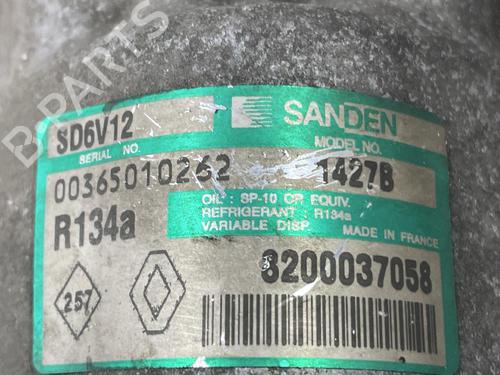 B-PARTS
SD6V12
SANDEN
SERIAL NO.
MODEL NO.
00365010262
1427B
R134a
OIL : SP-10 OR EQUIV.
REFRIGERANT : R134a
VARIABLE DISP.
MADE IN FRANCE
8200037058
257